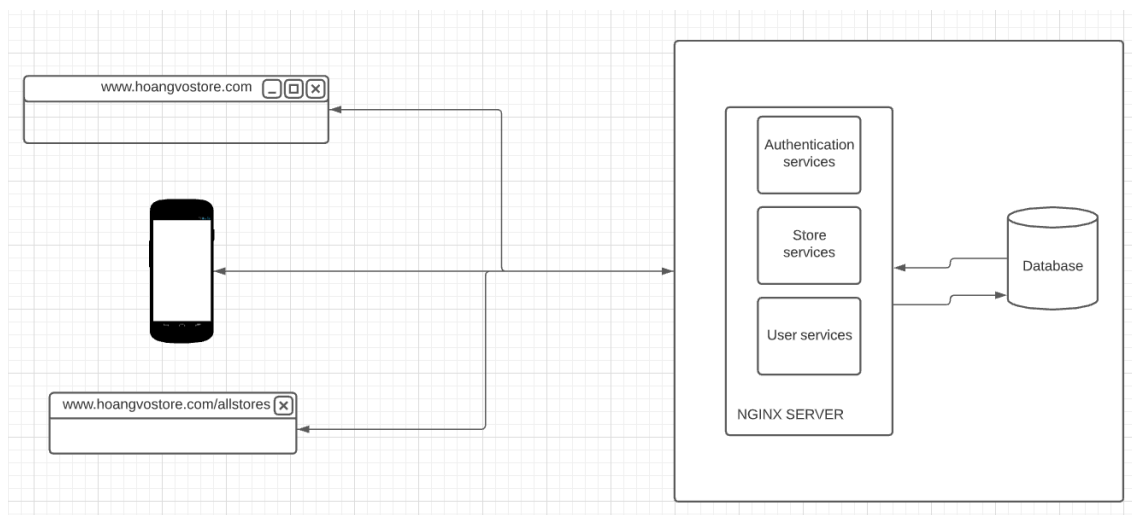 www.hoangvostore.com
Authentication
services
Store
services
Database
User services
www.hoangvostore.com/allstores
NGINX SERVER